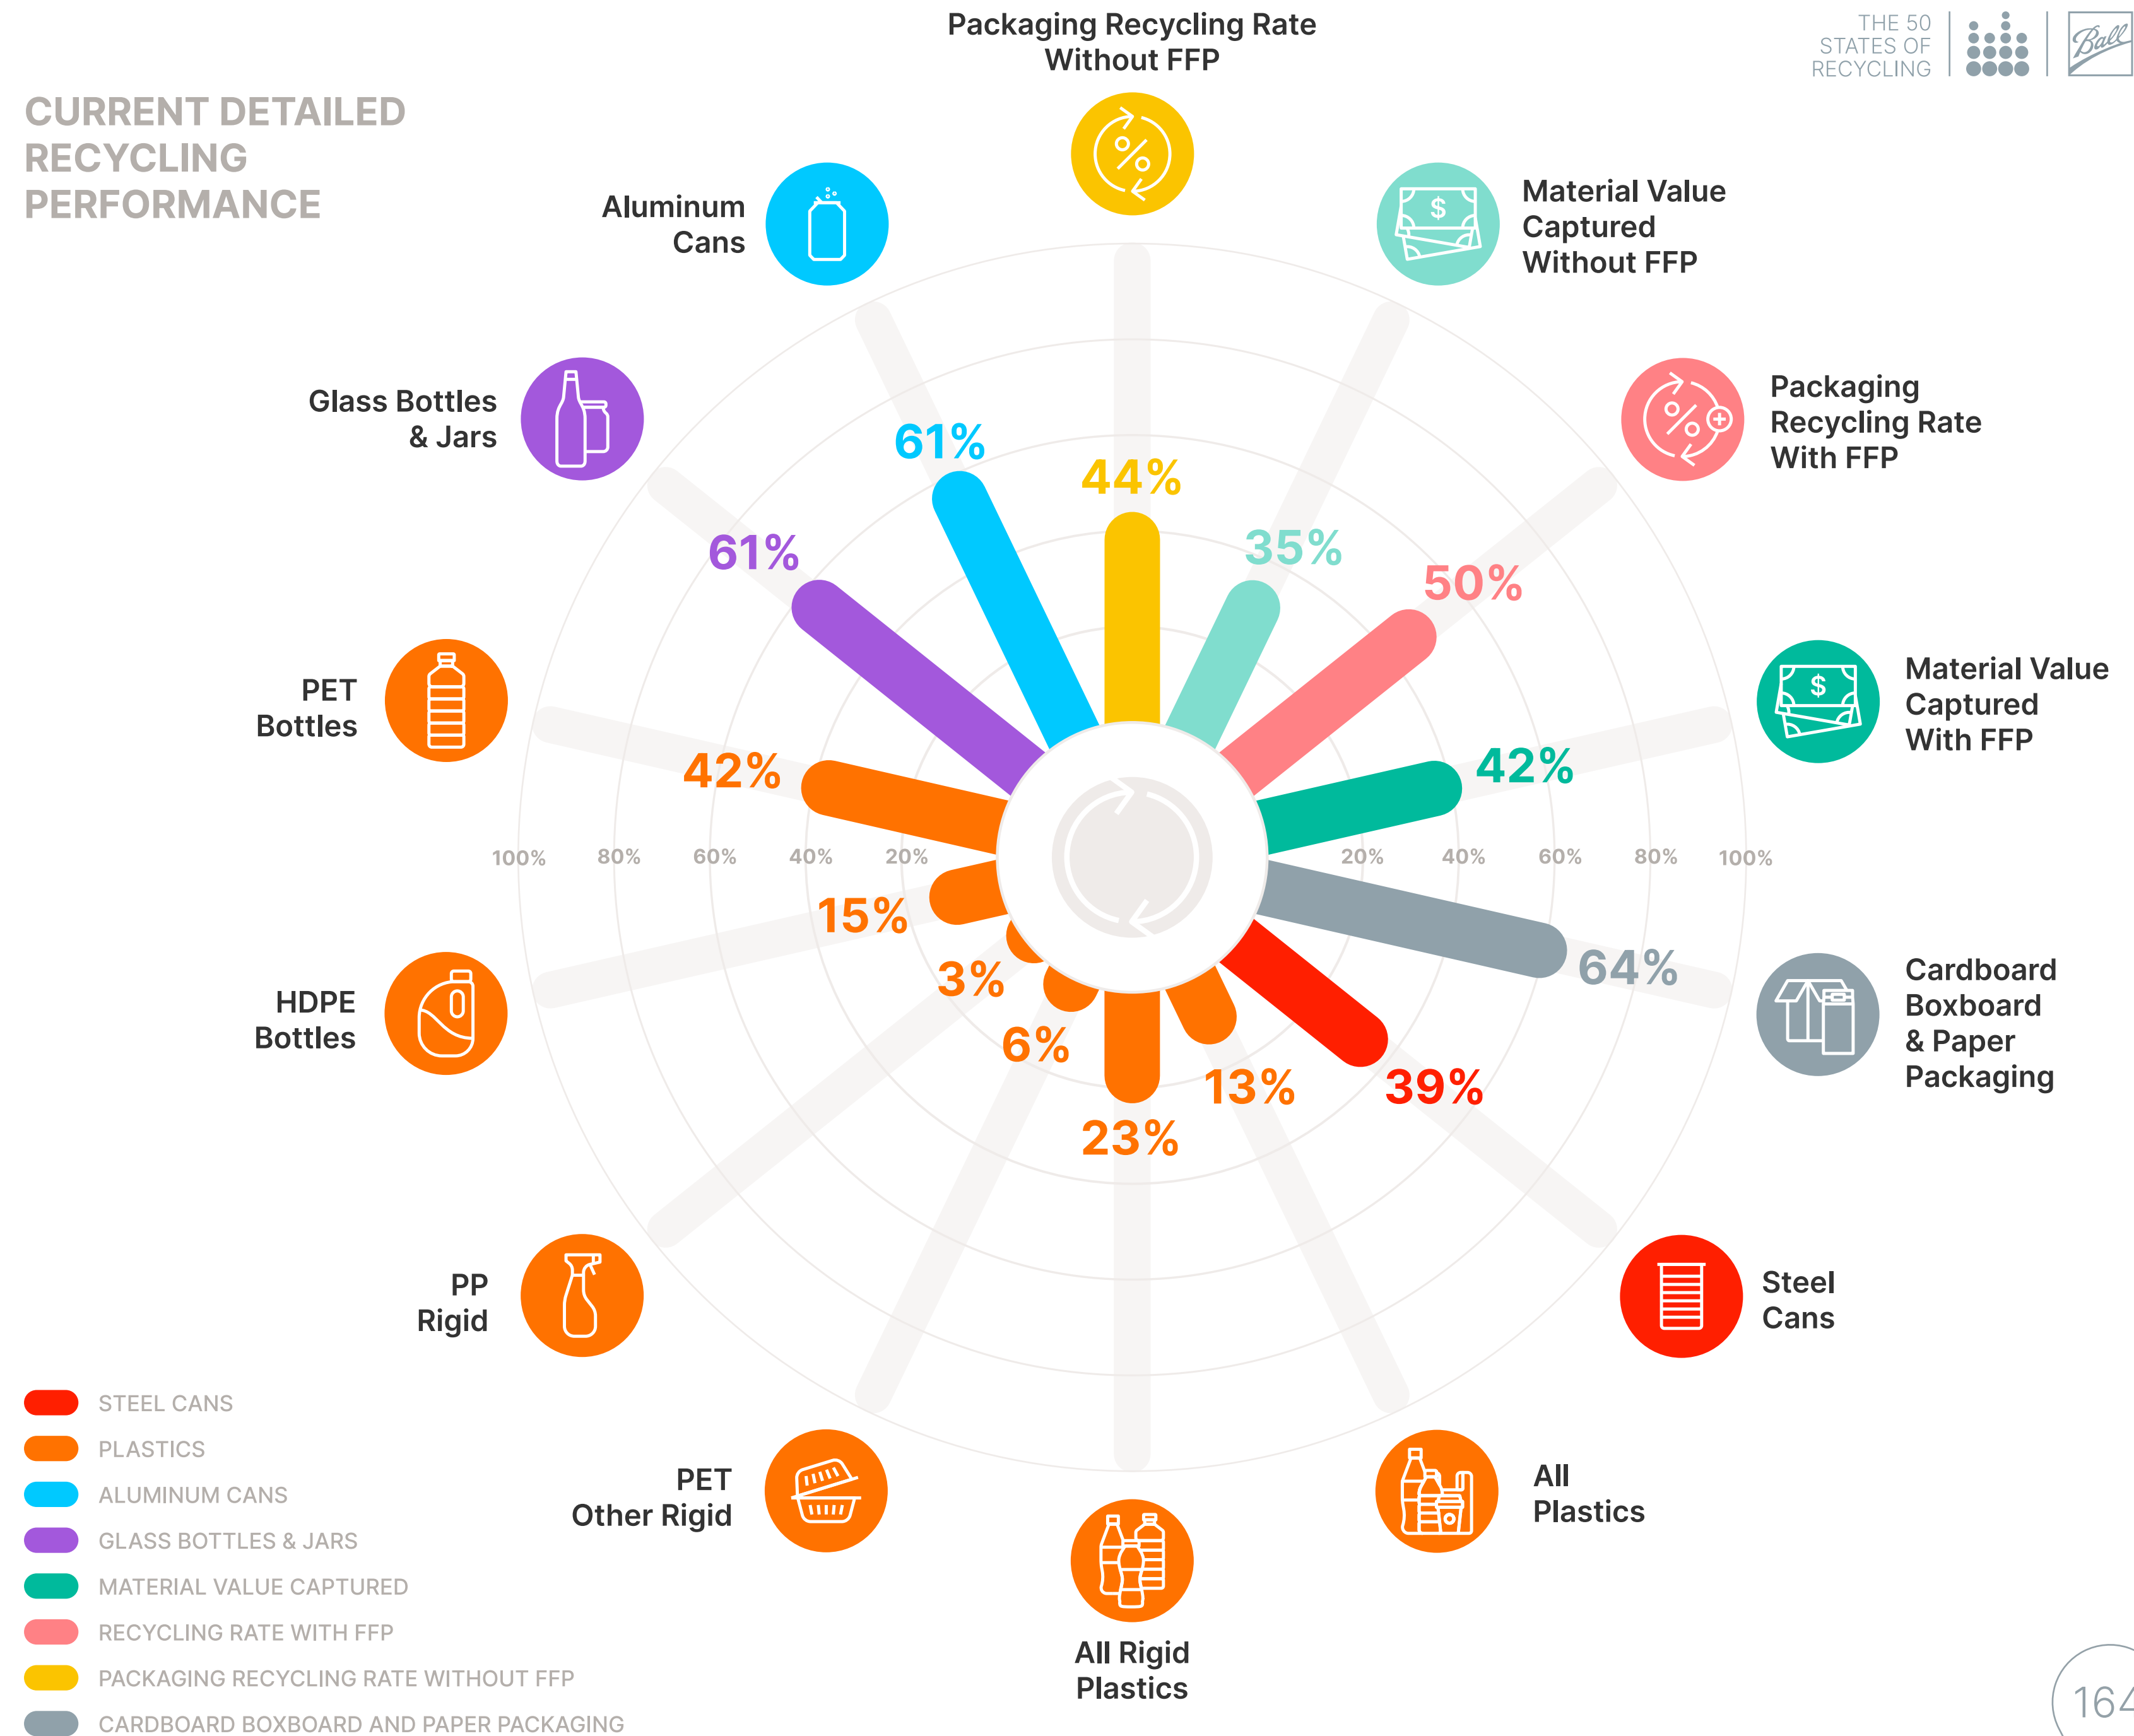 Packaging Recycling Rate
Without FFP
THE 50
STATES OF
RECYCLING
Ball
CURRENT DETAILED
RECYCLING
PERFORMANCE
Aluminum
Cans
Material Value
Captured
Without FFP
Glass Bottles
& Jars
Packaging
Recycling Rate
With FFP
61%
44%
35%
61%
50%
PET
Bottles
Material Value
Captured
With FFP
42%
42%
100%
80%
60%
40%
20%
20%
40%
60%
80%
100%
15%
3%
6%
23%
13%
39%
64%
HDPE
Bottles
Cardboard
Boxboard
& Paper
Packaging
PP
Rigid
Steel
Cans
PET
Other Rigid
All
Plastics
All Rigid
Plastics
STEEL CANS
PLASTICS
ALUMINUM CANS
GLASS BOTTLES & JARS
MATERIAL VALUE CAPTURED
RECYCLING RATE WITH FFP
PACKAGING RECYCLING RATE WITHOUT FFP
CARDBOARD BOXBOARD AND PAPER PACKAGING
164